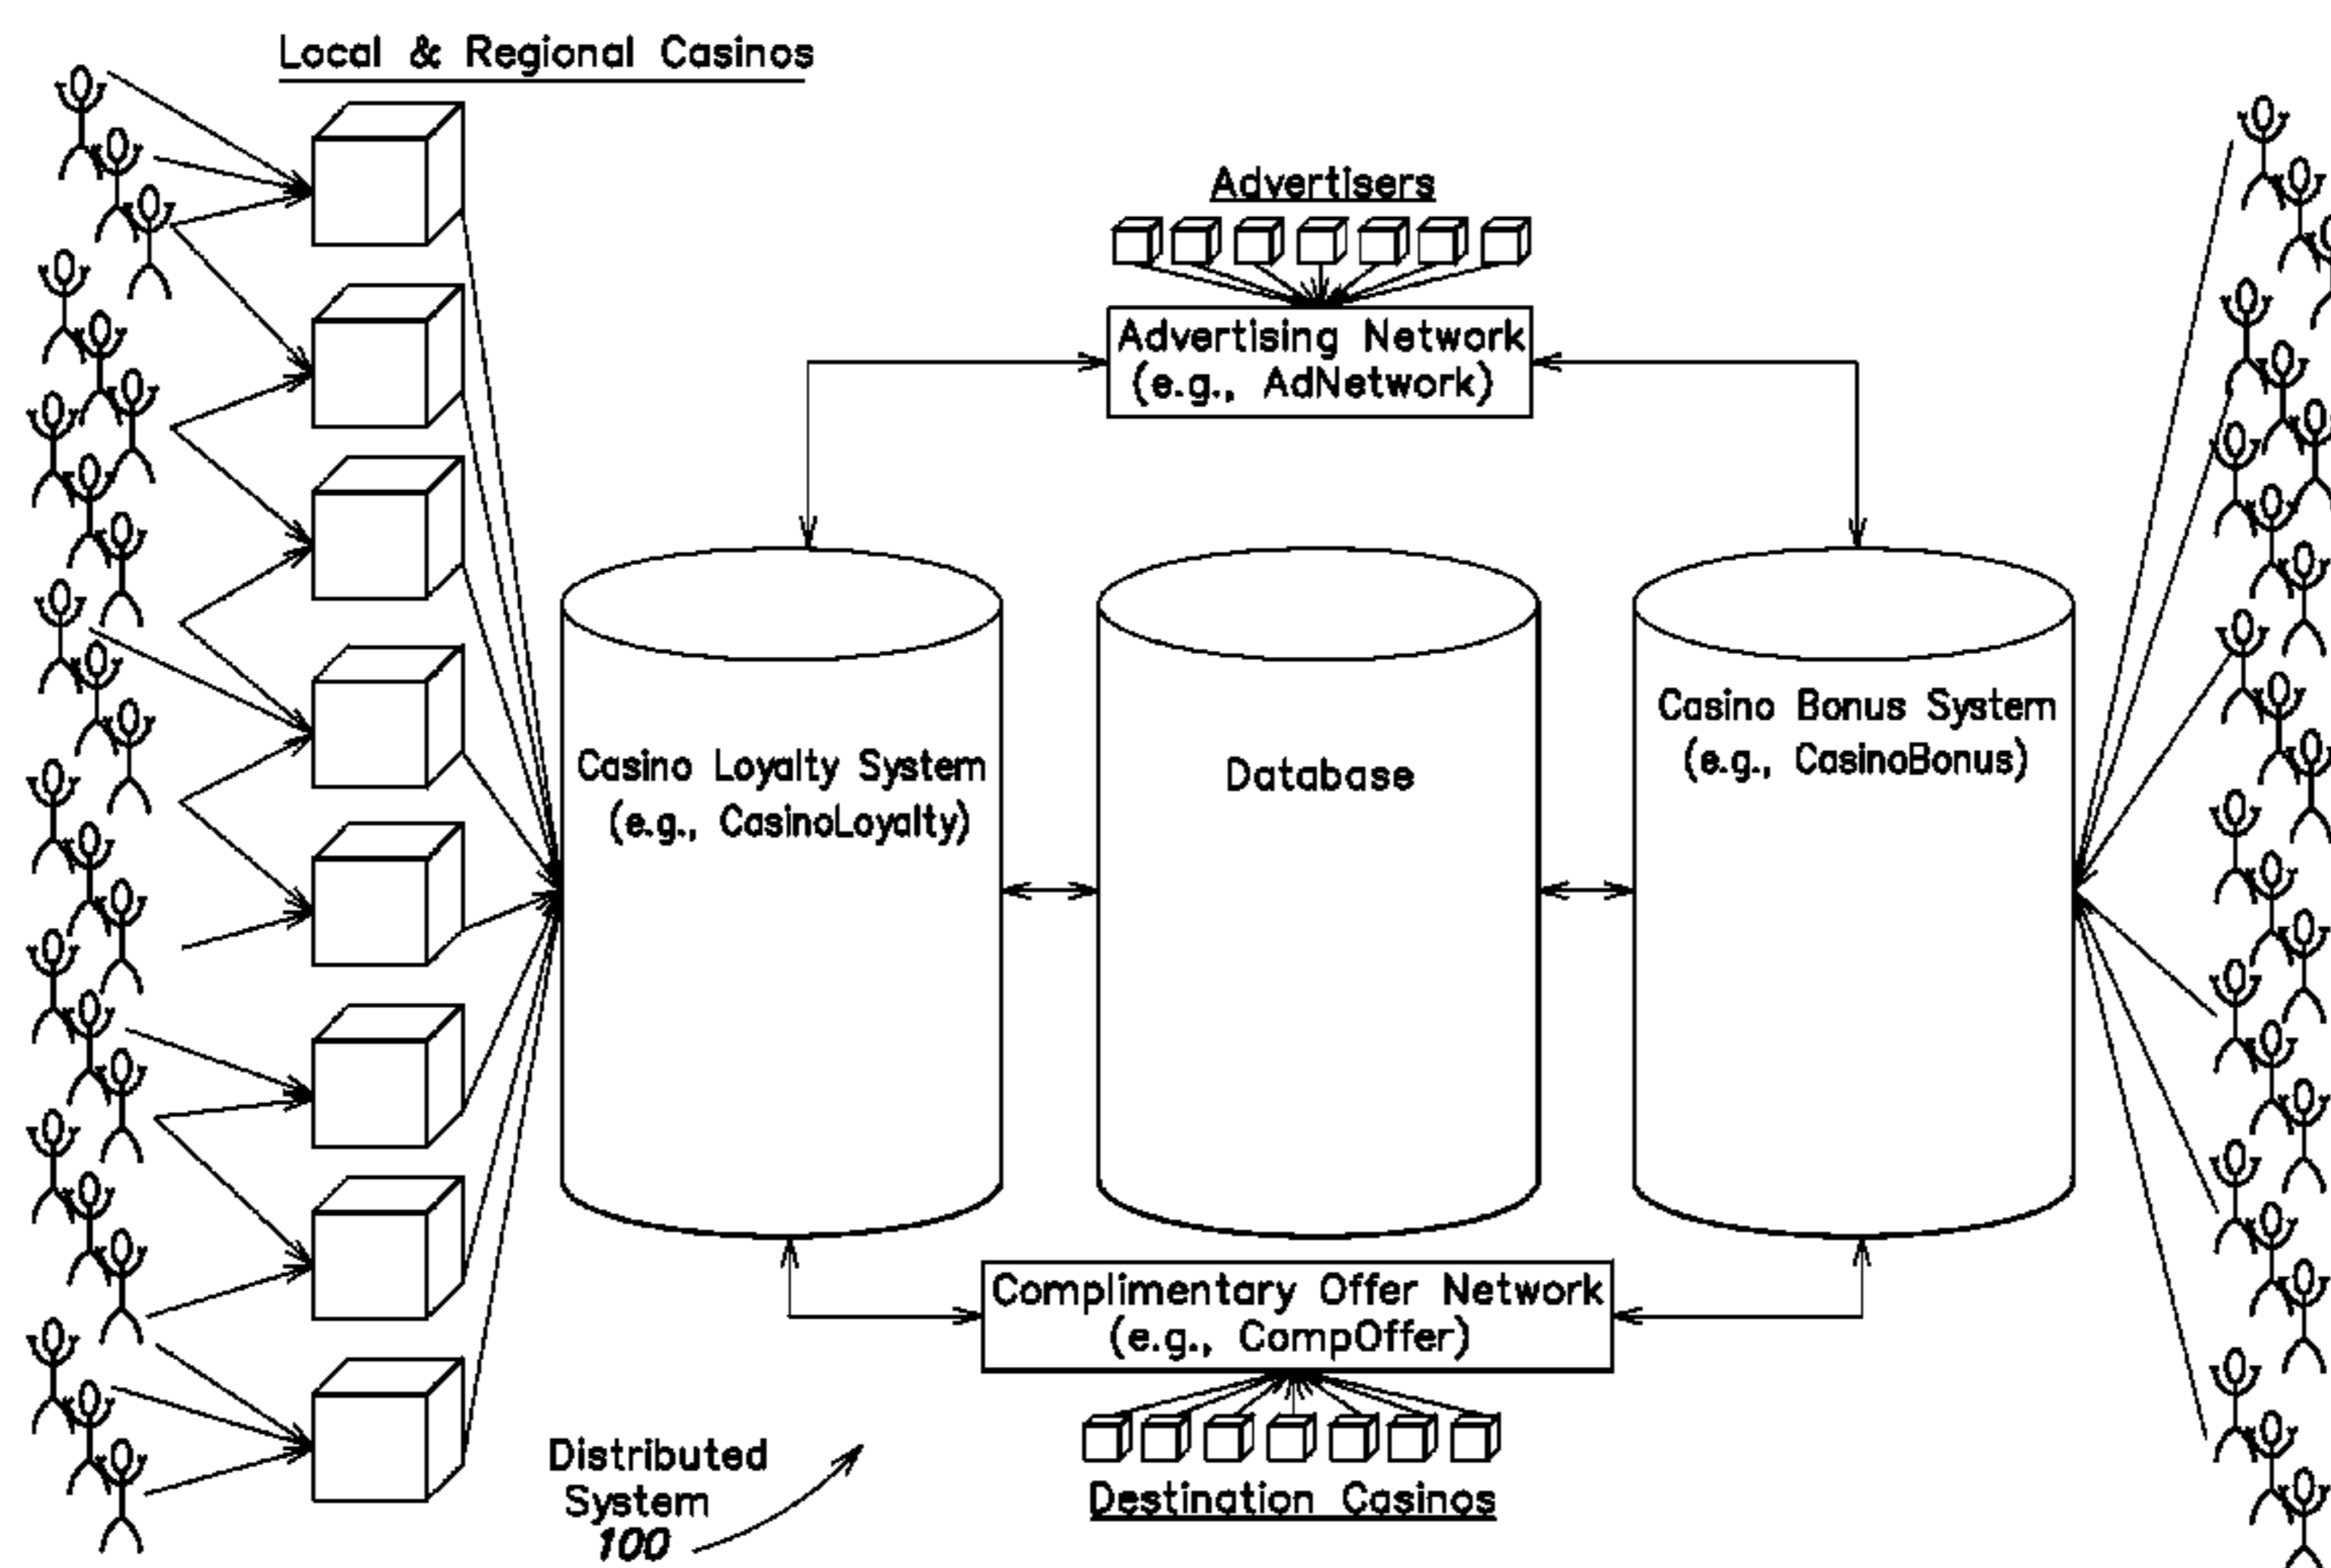 Local & Regional Casinos
Advertisers
Advertising Network
(e.g., AdNetwork)
Casino Loyalty System
(e.g., CasinoLoyalty)
Database
Casino Bonus System
(e.g., CasinoBonus)
Complimentary Offer Network
(e.g., CompOffer)
Destination Casinos
Distributed
System
100